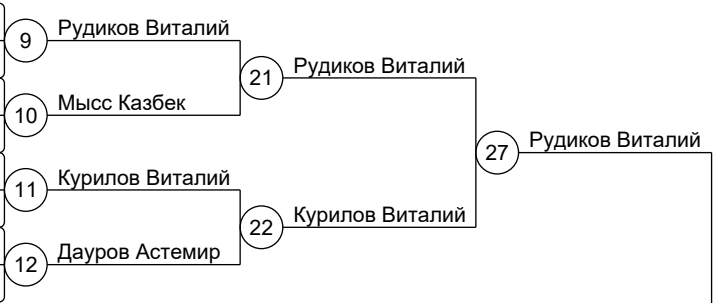 9 Рудиков Виталий
21 Рудиков Виталий
10 Мысс Казбек
27 Рудиков Виталий
11 Курилов Виталий
22 Курилов Виталий
12 Дауров Астемир